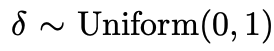 δ ∼ Uniform(0, 1)